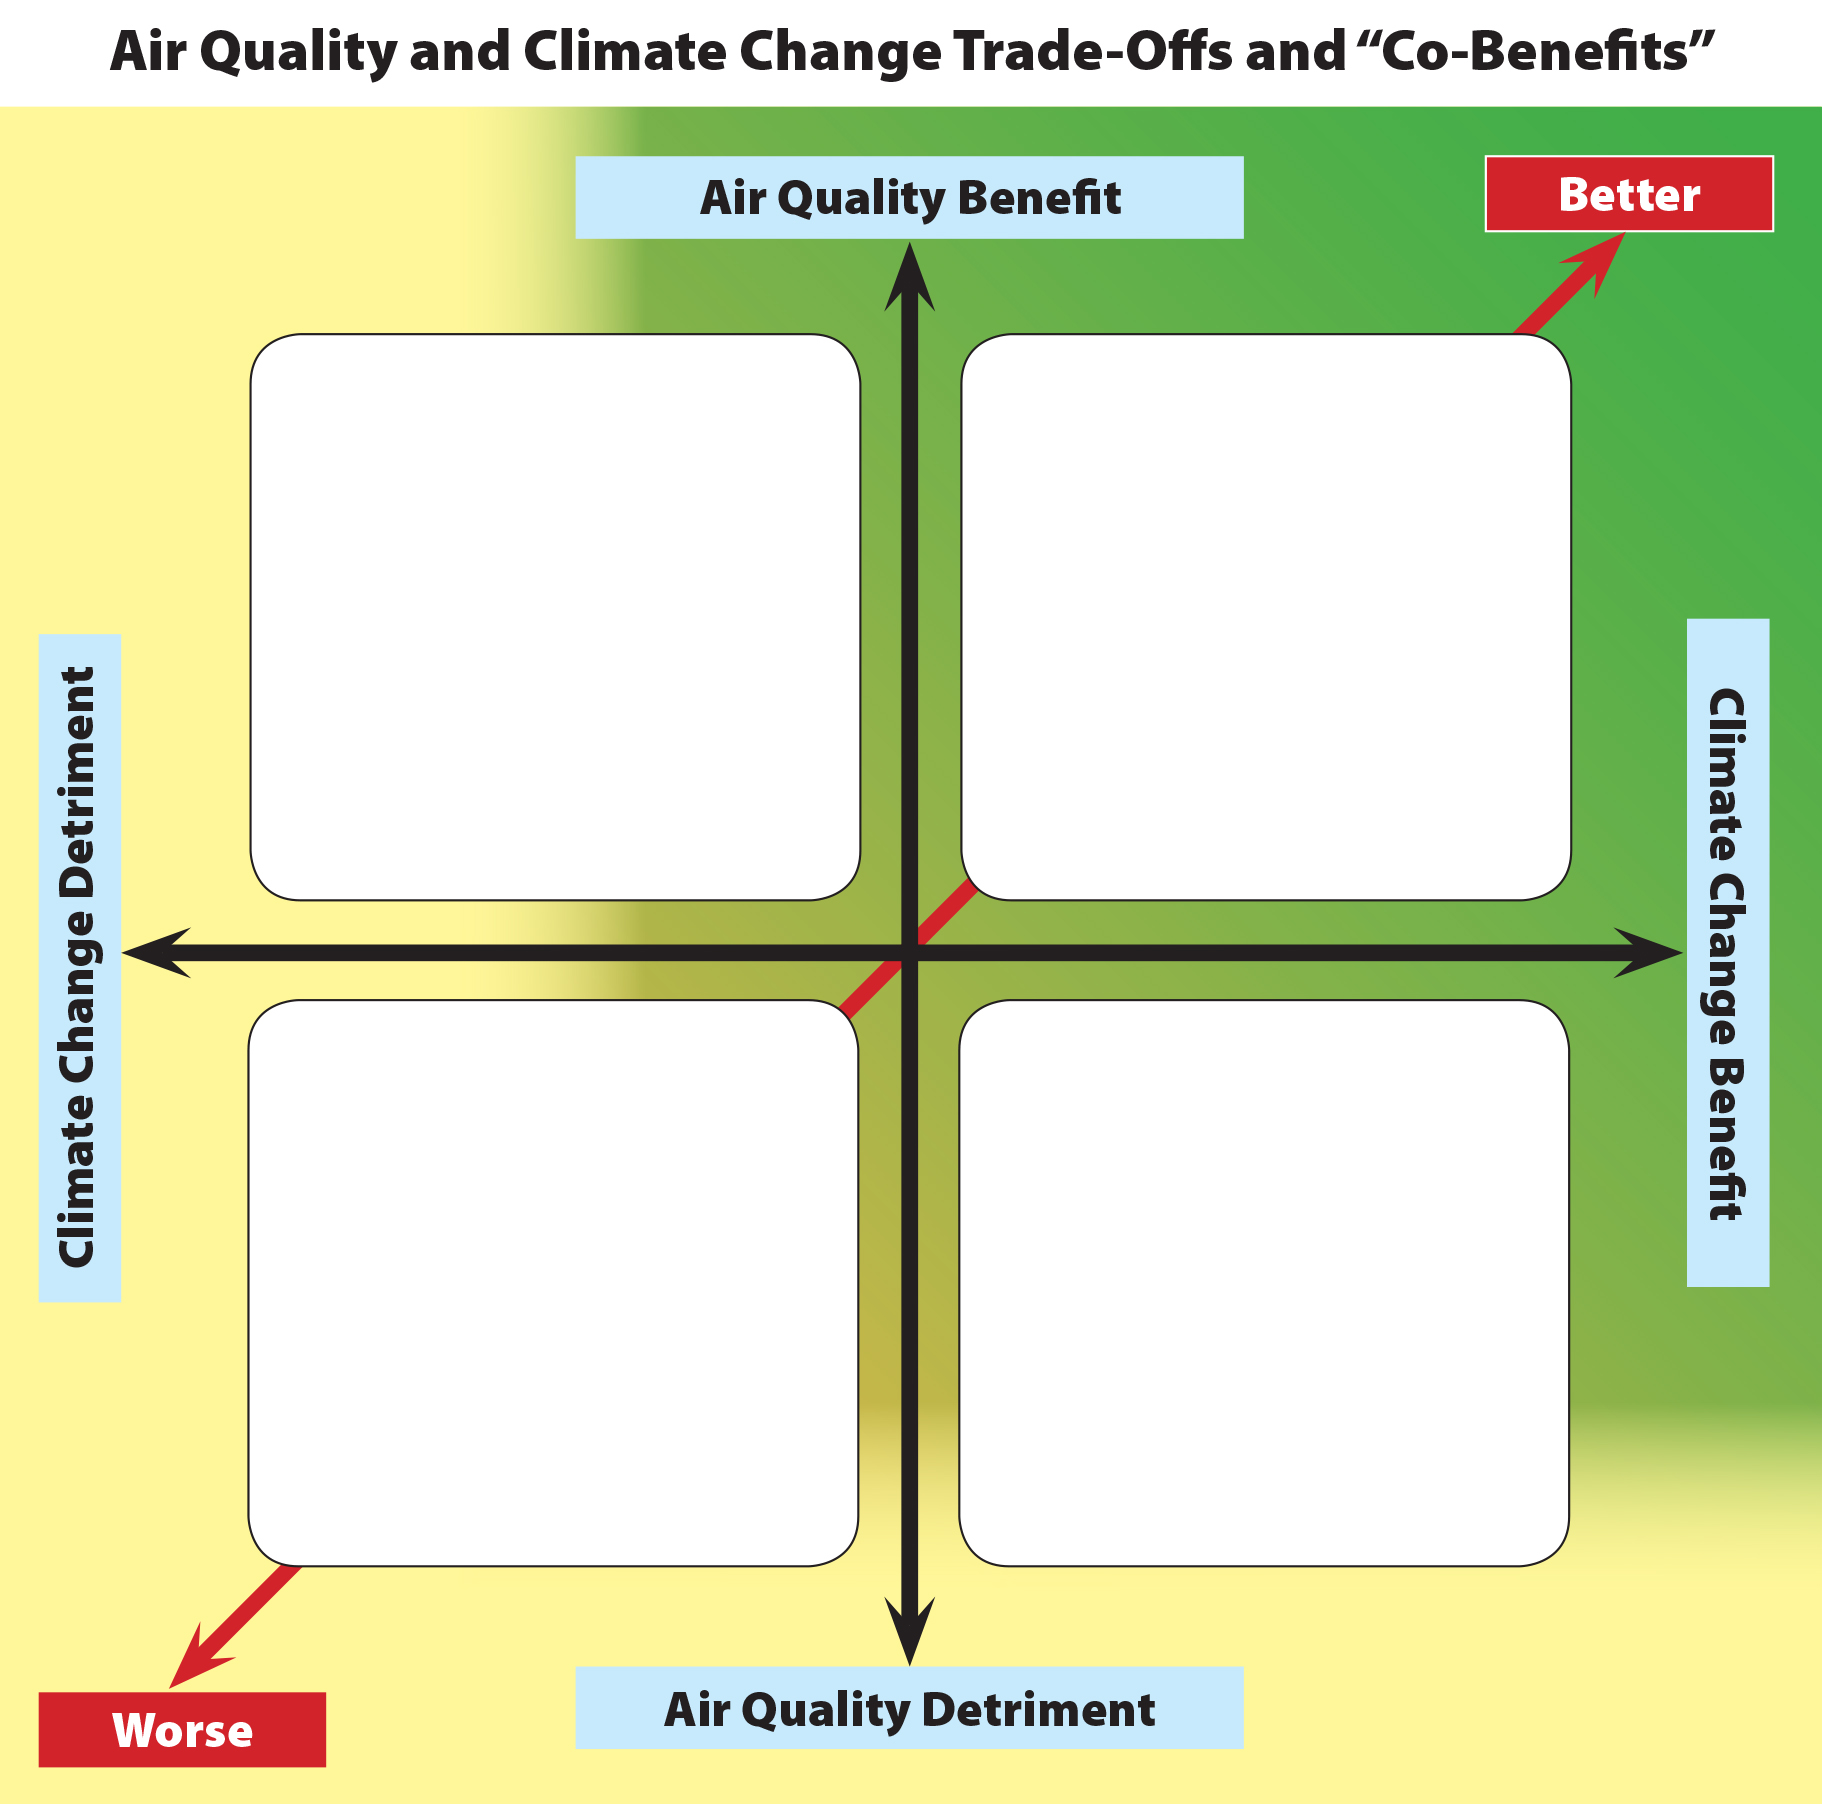 Air Quality and Climate Change Trade-Offs and “Co-Benefits”
Air Quality Benefit
Better
Climate Change Detriment
Climate Change Benefit
Worse
Air Quality Detriment